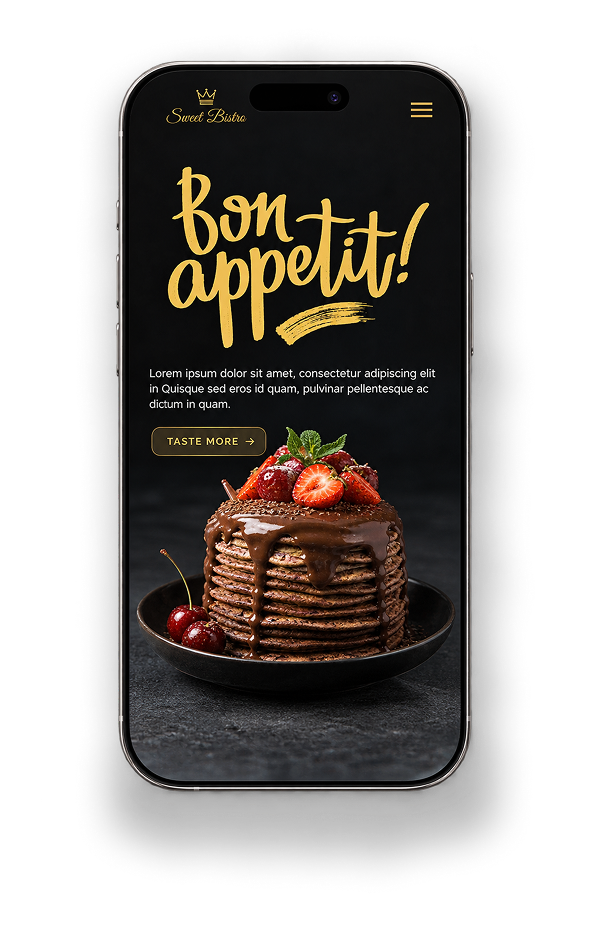 Sweet Bistro
Bon
appetit!
Lorem ipsum dolor sit amet, consectetur adipiscing elit
in Quisque sed eros id quam, pulvinar pellentesque ac
dictum in quam.
TASTE MORE →